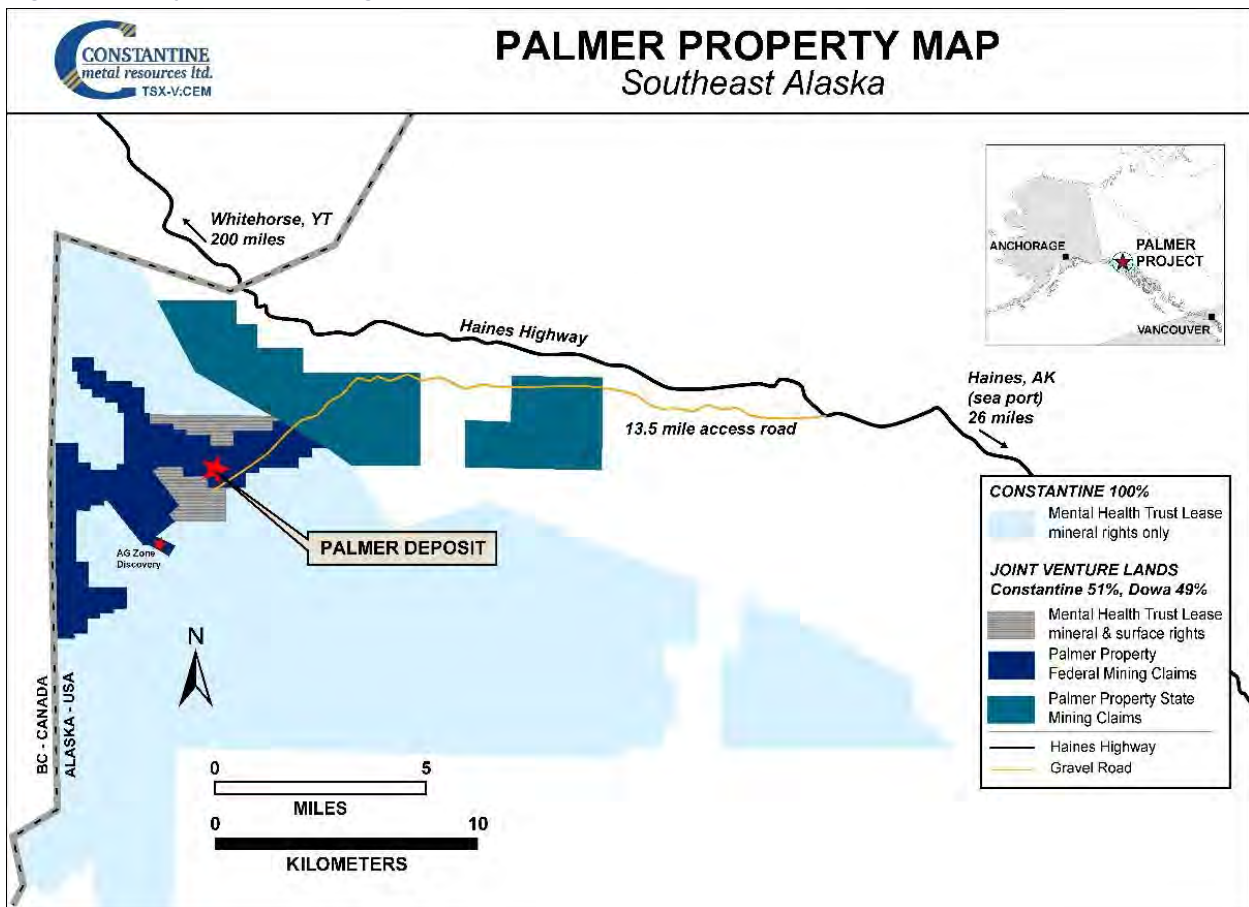 CONSTANTINE
metal resources ltd.
TSX-V:CEM
PALMER PROPERTY MAP
Southeast Alaska
Whitehorse, YT
200 miles
ANCHORAGE
PALMER
PROJECT
VANCOUVER
Haines Highway
Haines, AK
(sea port)
26 miles
13.5 mile access road
PALMER DEPOSIT
AG Zone
Discovery
N
BC - CANADA
ALASKA - USA
0 5
MILES
0 10
KILOMETERS
CONSTANTINE 100%
Mental Health Trust Lease
mineral rights only
JOINT VENTURE LANDS
Constantine 51%, Dowa 49%
Mental Health Trust Lease
mineral & surface rights
Palmer Property
Federal Mining Claims
Palmer Property State
Mining Claims
Haines Highway
Gravel Road